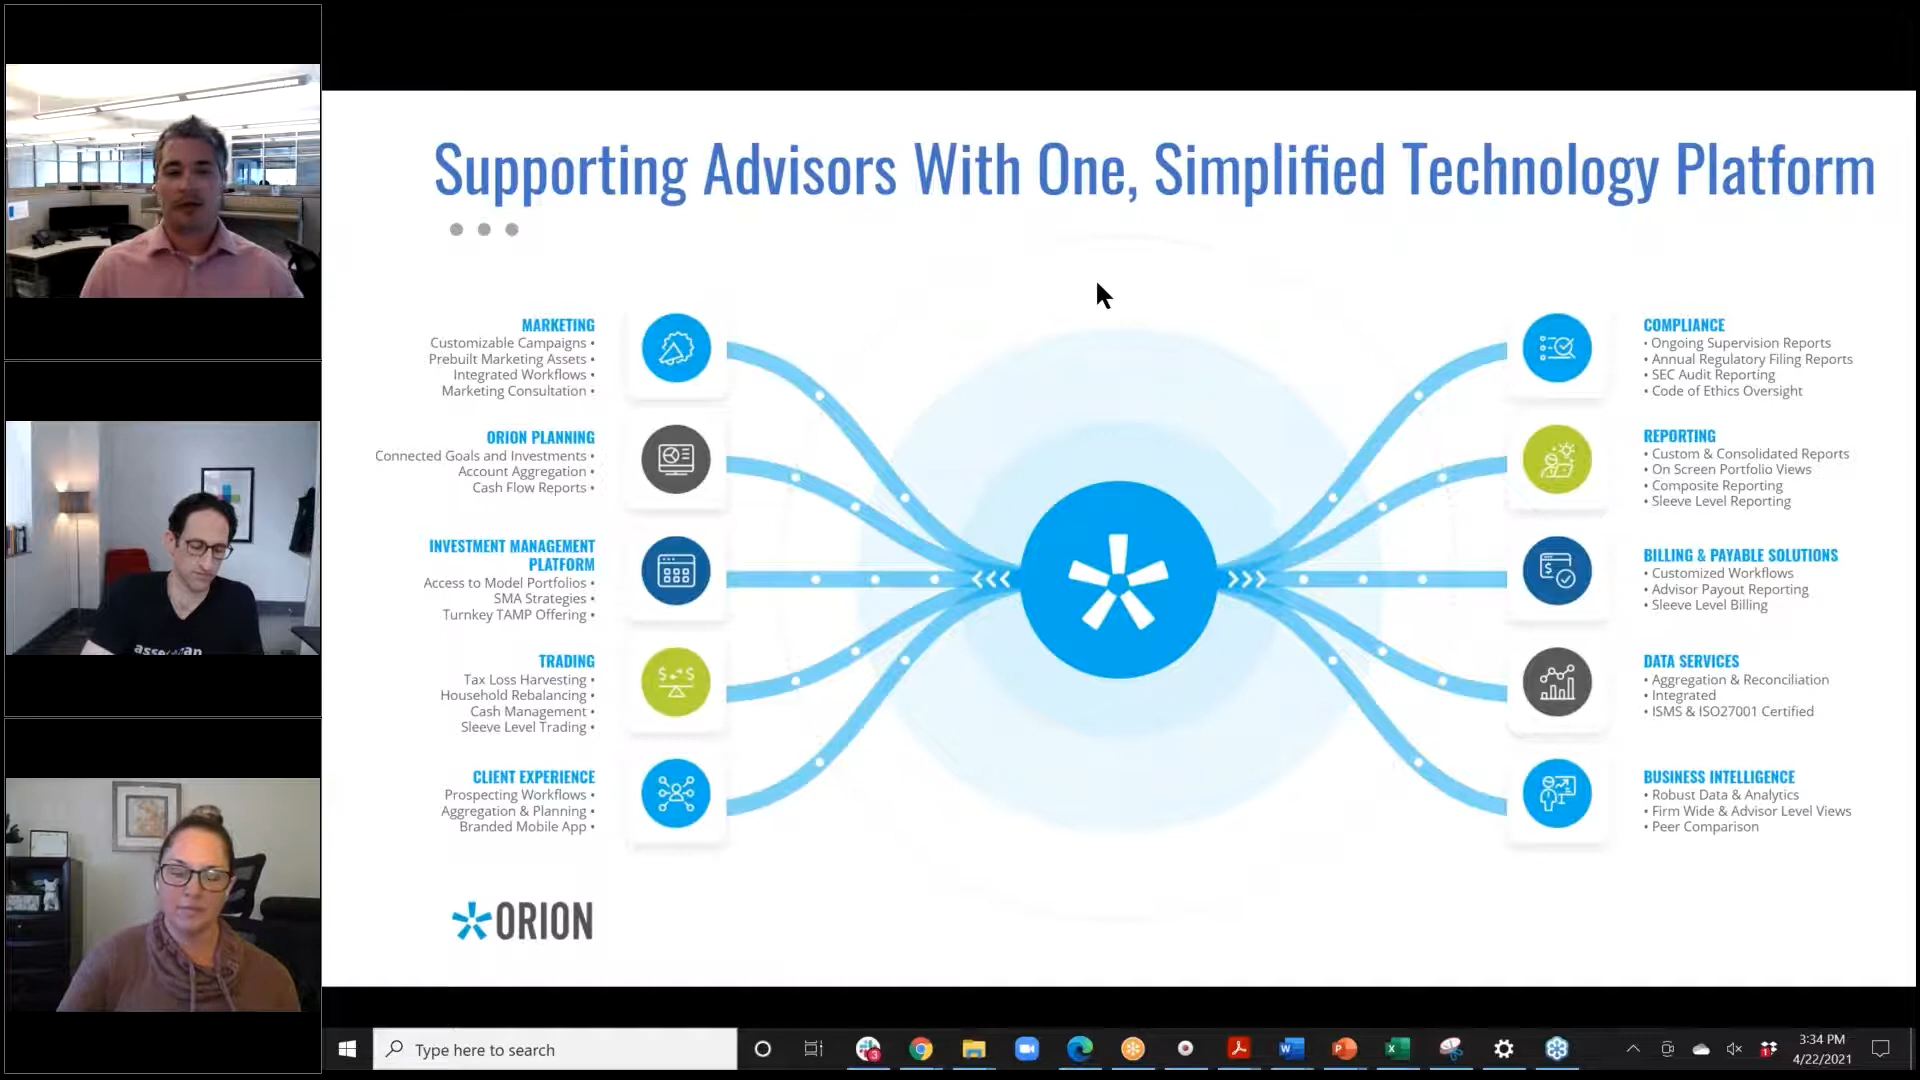 Supporting Advisors With One, Simplified Technology Platform
MARKETING
Customizable Campaigns •
Prebuilt Marketing Assets •
Integrated Workflows •
Marketing Consultation •
ORION PLANNING
Connected Goals and Investments •
Account Aggregation •
Cash Flow Reports •
INVESTMENT MANAGEMENT
PLATFORM
Access to Model Portfolios •
SMA Strategies •
Turnkey TAMP Offering •
TRADING
Tax Loss Harvesting •
Household Rebalancing •
Cash Management •
Sleeve Level Trading •
CLIENT EXPERIENCE
Prospecting Workflows •
Aggregation & Planning •
Branded Mobile App •
COMPLIANCE
• Ongoing Supervision Reports
• Annual Regulatory Filing Reports
• SEC Audit Reporting
• Code of Ethics Oversight
REPORTING
• Custom & Consolidated Reports
• On Screen Portfolio Views
• Composite Reporting
• Sleeve Level Reporting
BILLING & PAYABLE SOLUTIONS
• Customized Workflows
• Advisor Payout Reporting
• Sleeve Level Billing
DATA SERVICES
• Aggregation & Reconciliation
• Integrated
• ISMS & ISO27001 Certified
BUSINESS INTELLIGENCE
• Robust Data & Analytics
• Firm Wide & Advisor Level Views
• Peer Comparison
ORION
Type here to search
3:34 PM
4/22/2021